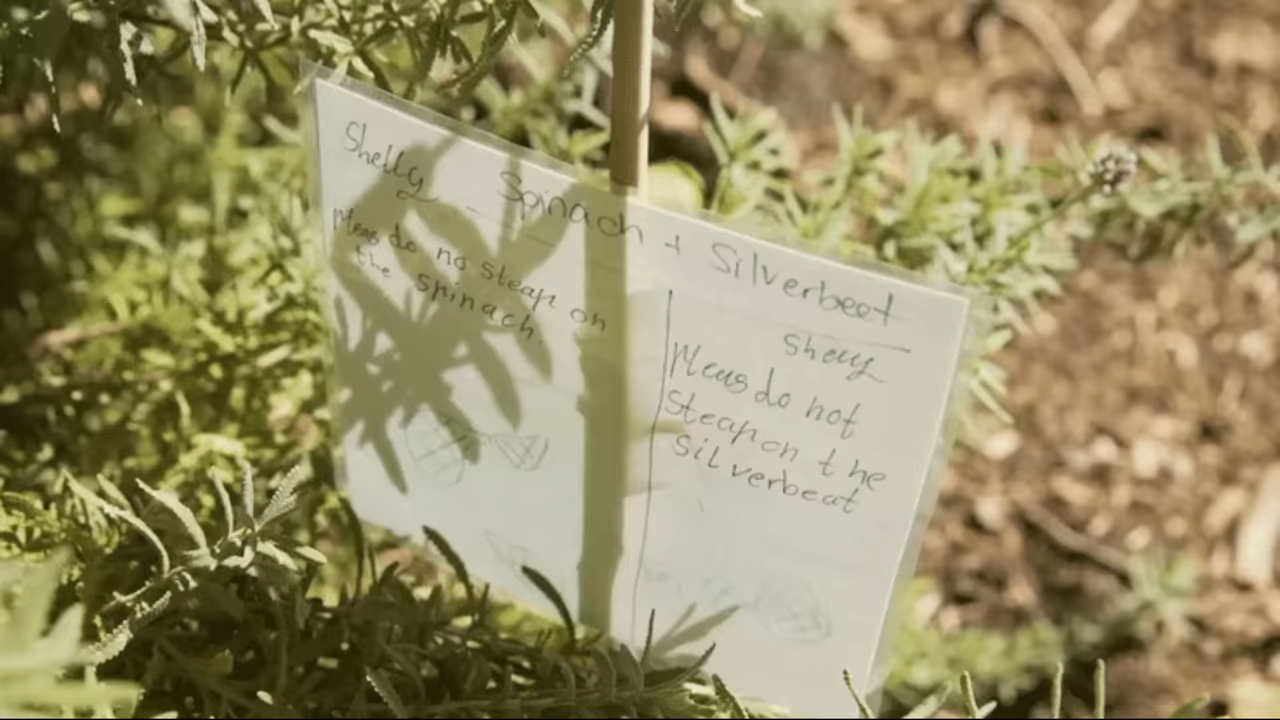 Shelly
Spinach + Silverbeet
Pleas do no steap on
the spinach.
Shelly
Pleas do not
Steap on the
silverbeat